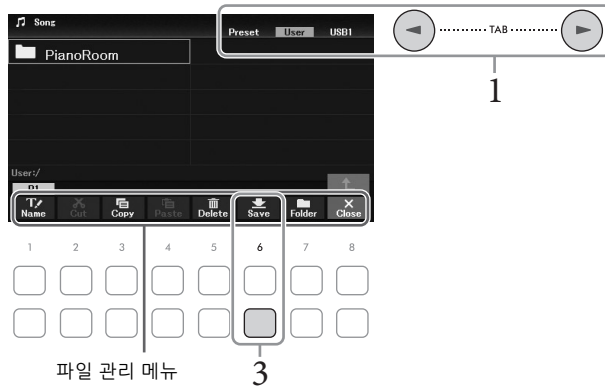 Song
Preset User USB1
TAB
1
PianoRoom
User:/
P1
Name Cut Copy Paste Delete Save Folder Close
1 2 3 4 5 6 7 8
파일 관리 메뉴
3